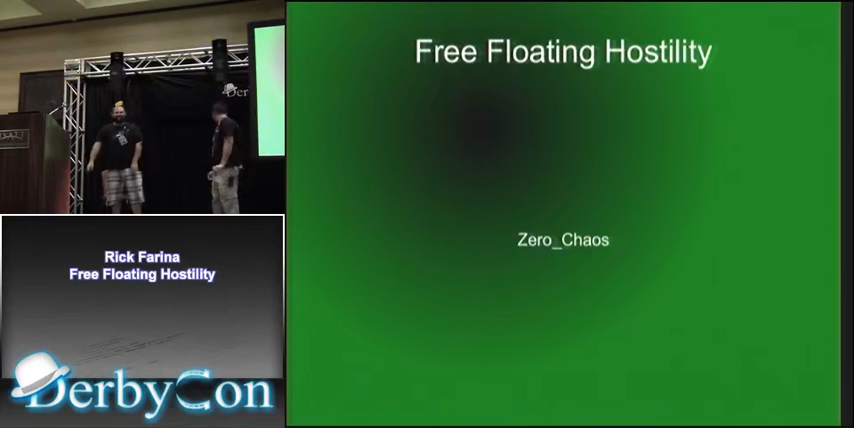 Free Floating Hostility
Zero_Chaos
Rick Farina
Free Floating Hostility
DerbyCon